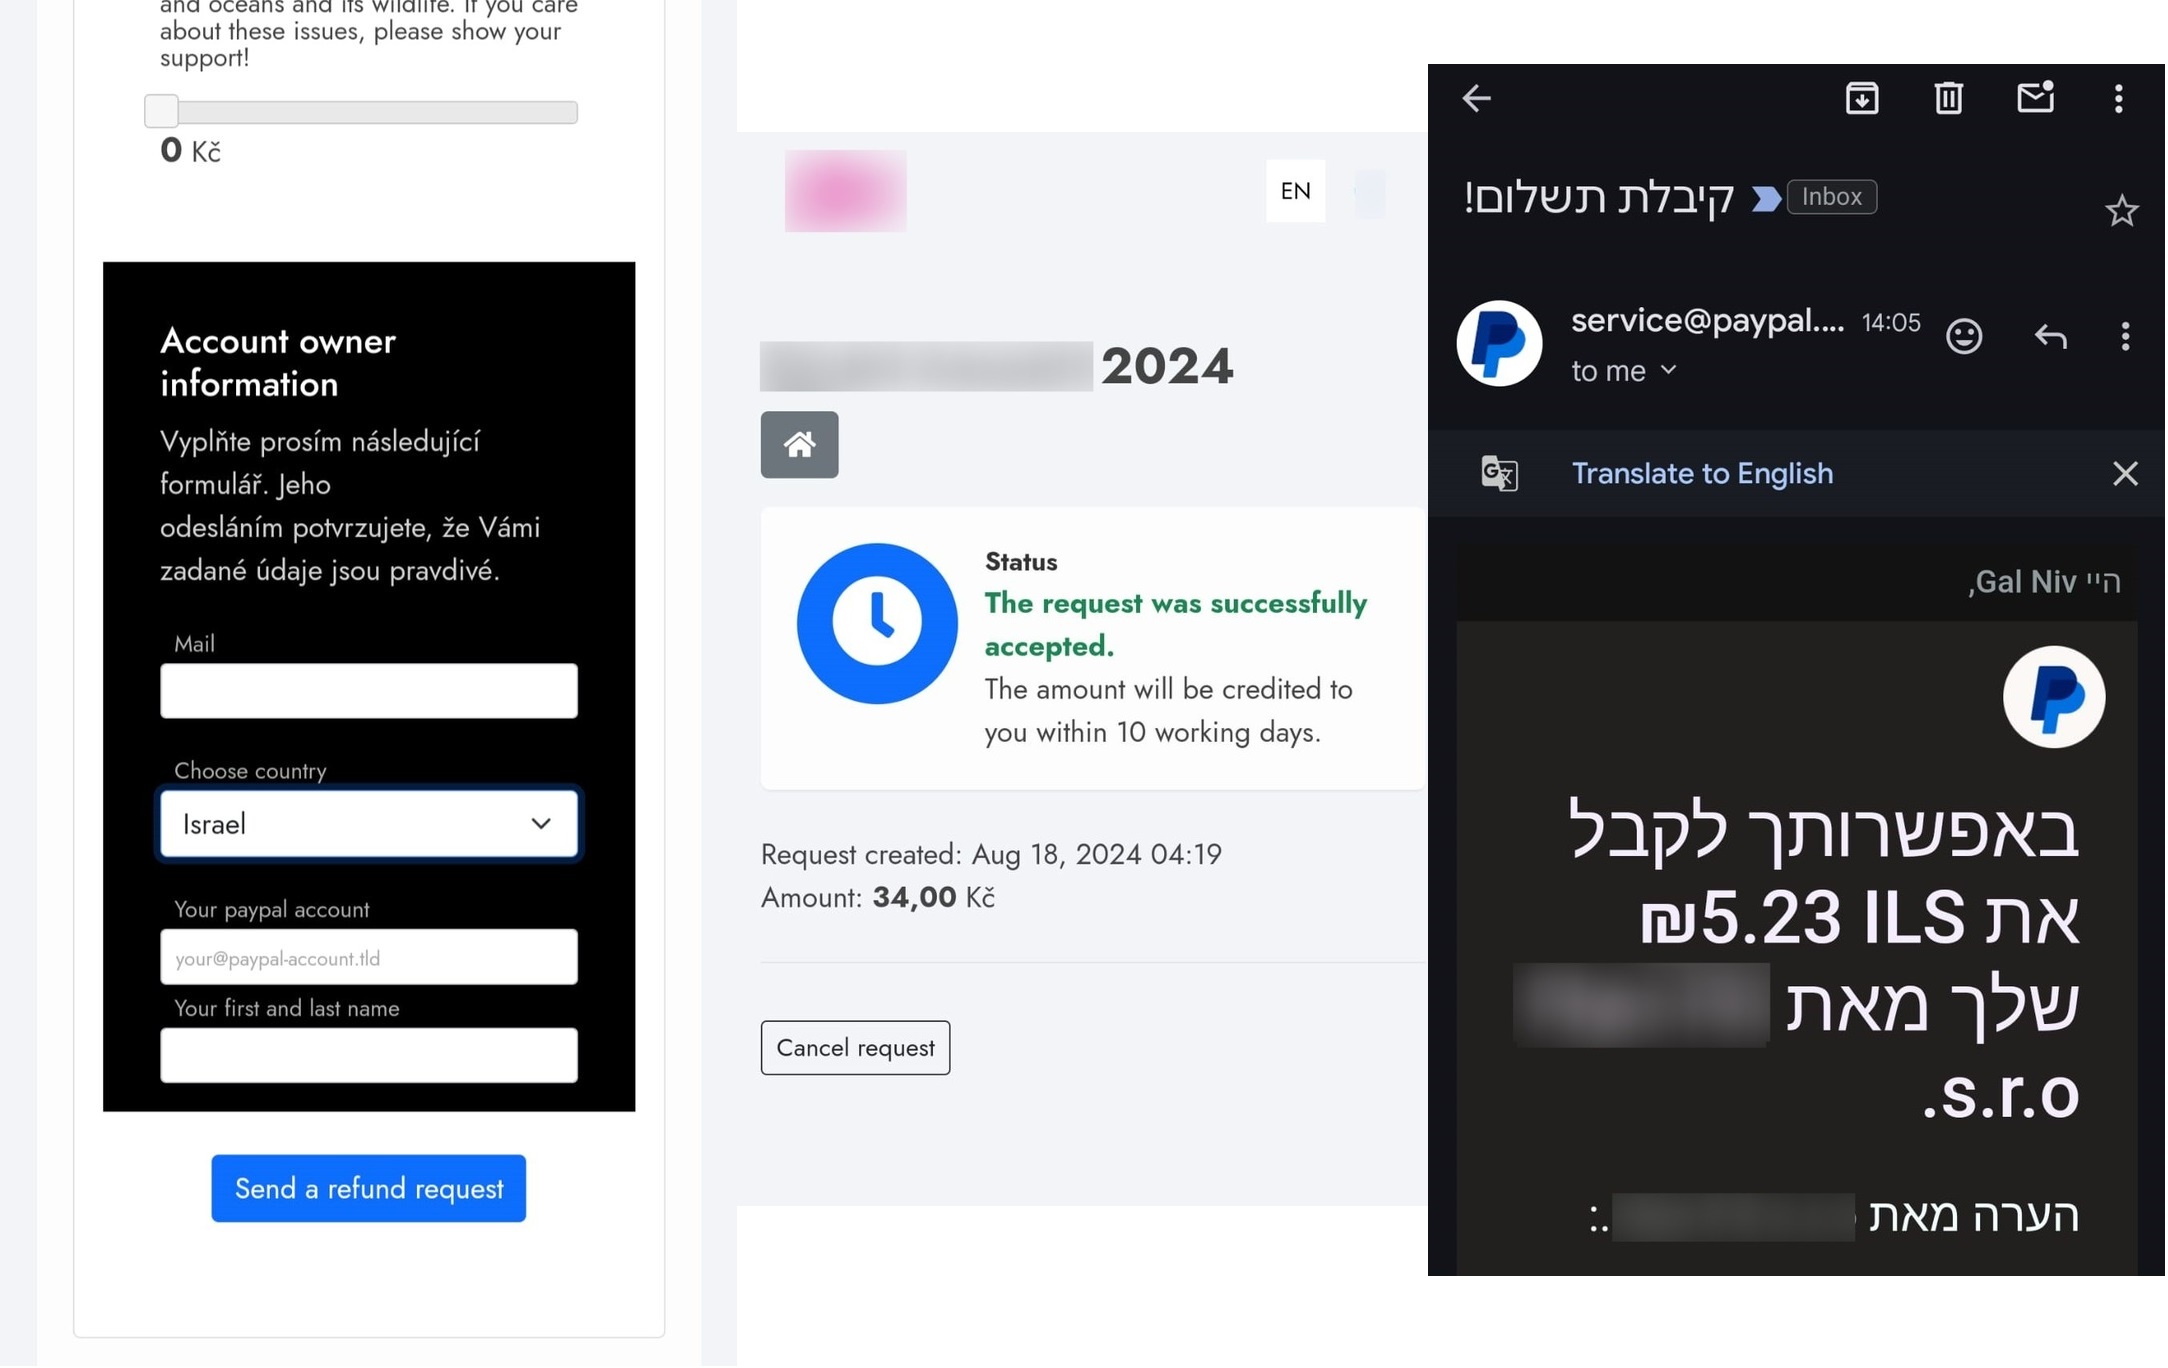 and oceans and its wildlife. If you care
about these issues, please show your
support!
0 Kč
Account owner
information
Vyplňte prosím následující
formulář. Jeho
odesláním potvrzujete, že Vámi
zadané údaje jsou pravdivé.
Mail
Choose country
Israel
Your paypal account
your@paypal-account.tld
Your first and last name
Send a refund request
EN
2024
Status
The request was successfully
accepted.
The amount will be credited to
you within 10 working days.
Request created: Aug 18, 2024 04:19
Amount: 34,00 Kč
Cancel request
קיבלת תשלום! Inbox
service@paypal.... 14:05
to me
Translate to English
היי Gal Niv,
באפשרותך לקבל
את ₪5.23 ILS
שלך מאת
s.r.o.
הערה מאת .: